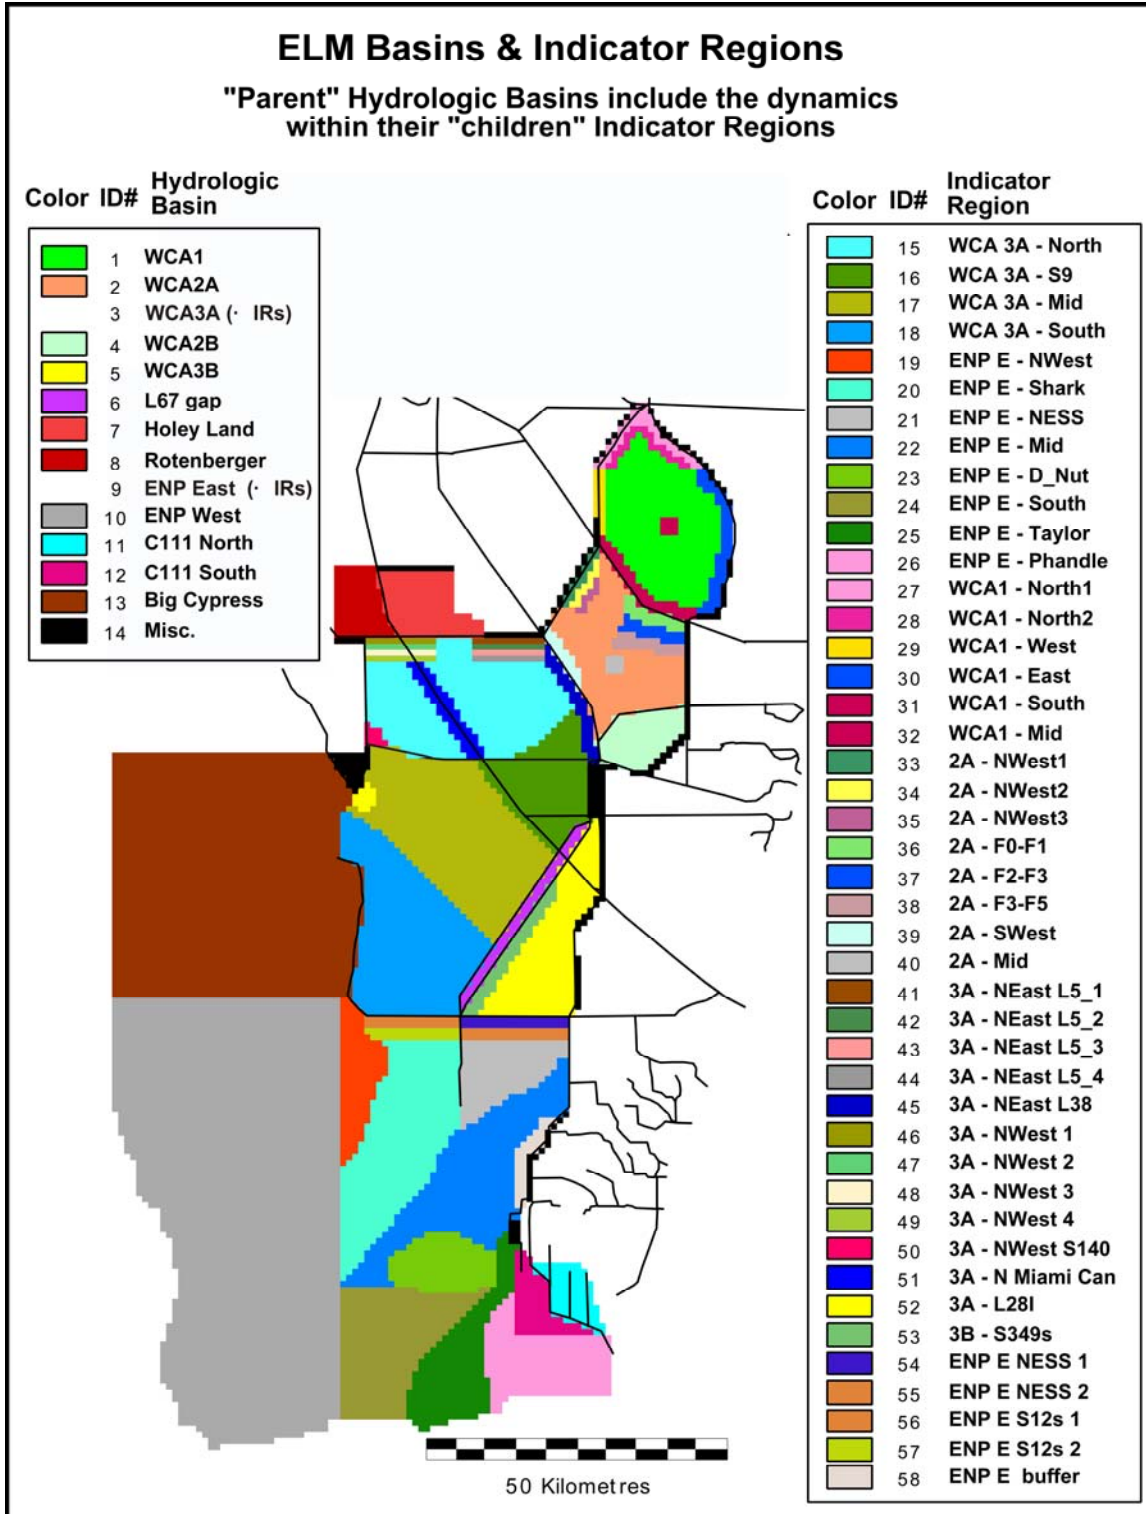 ELM Basins & Indicator Regions
"Parent" Hydrologic Basins include the dynamics
within their "children" Indicator Regions
Color ID# Hydrologic Basin
1 WCA1
2 WCA2A
3 WCA3A (· IRs)
4 WCA2B
5 WCA3B
6 L67 gap
7 Holey Land
8 Rotenberger
9 ENP East (· IRs)
10 ENP West
11 C111 North
12 C111 South
13 Big Cypress
14 Misc.
Color ID# Indicator Region
15 WCA 3A - North
16 WCA 3A - S9
17 WCA 3A - Mid
18 WCA 3A - South
19 ENP E - NWest
20 ENP E - Shark
21 ENP E - NESS
22 ENP E - Mid
23 ENP E - D_Nut
24 ENP E - South
25 ENP E - Taylor
26 ENP E - Phandle
27 WCA1 - North1
28 WCA1 - North2
29 WCA1 - West
30 WCA1 - East
31 WCA1 - South
32 WCA1 - Mid
33 2A - NWest1
34 2A - NWest2
35 2A - NWest3
36 2A - F0-F1
37 2A - F2-F3
38 2A - F3-F5
39 2A - SWest
40 2A - Mid
41 3A - NEast L5_1
42 3A - NEast L5_2
43 3A - NEast L5_3
44 3A - NEast L5_4
45 3A - NEast L38
46 3A - NWest 1
47 3A - NWest 2
48 3A - NWest 3
49 3A - NWest 4
50 3A - NWest S140
51 3A - N Miami Can
52 3A - L28I
53 3B - S349s
54 ENP E NESS 1
55 ENP E NESS 2
56 ENP E S12s 1
57 ENP E S12s 2
58 ENP E buffer
50 Kilometres